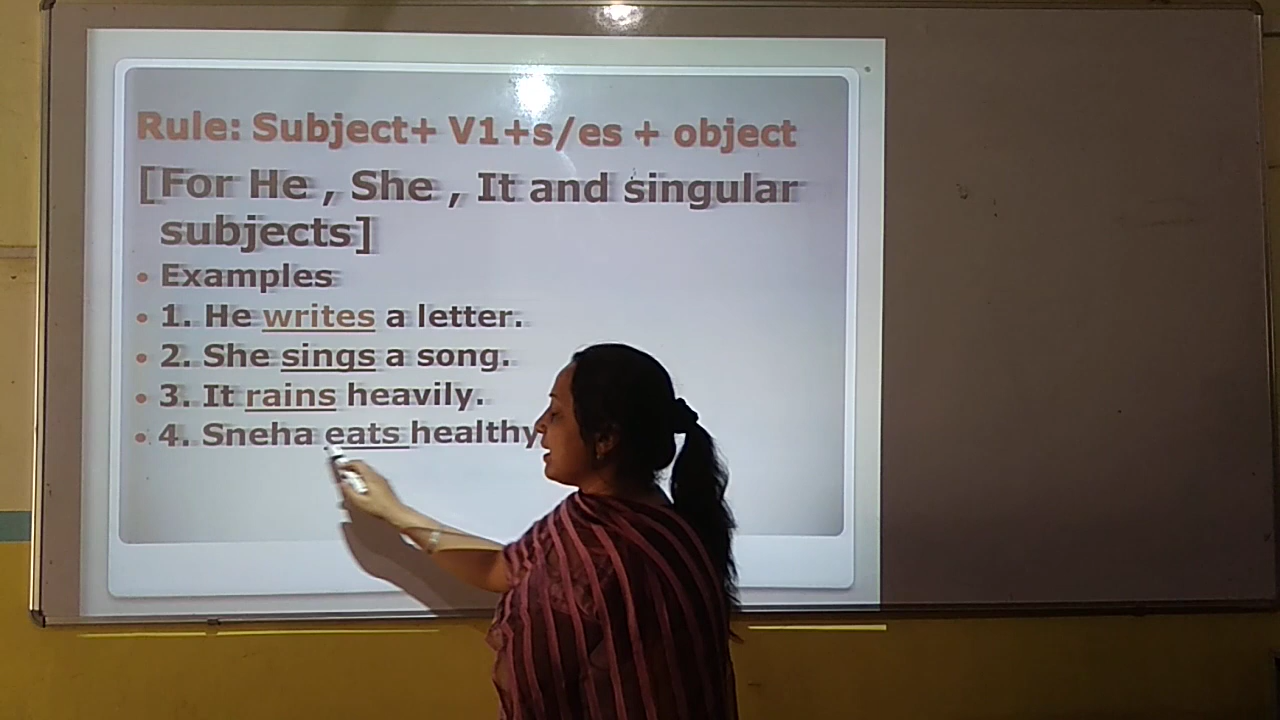 Rule: Subject+ V1+s/es + object
[For He , She , It and singular
subjects]
• Examples
• 1. He writes a letter.
• 2. She sings a song.
• 3. It rains heavily.
• 4. Sneha eats healthy